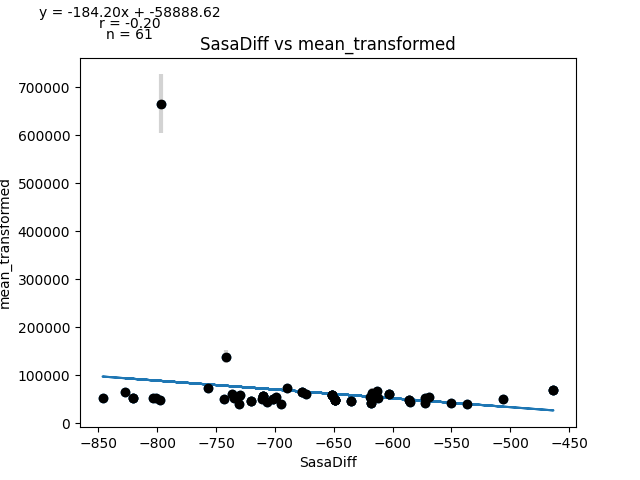 y = -184.20x + -58888.62
r = -0.20
n = 61
SasaDiff vs mean_transformed
mean_transformed
700000
600000
500000
400000
300000
200000
100000
0
−850 −800 −750 −700 −650 −600 −550 −500 −450
SasaDiff